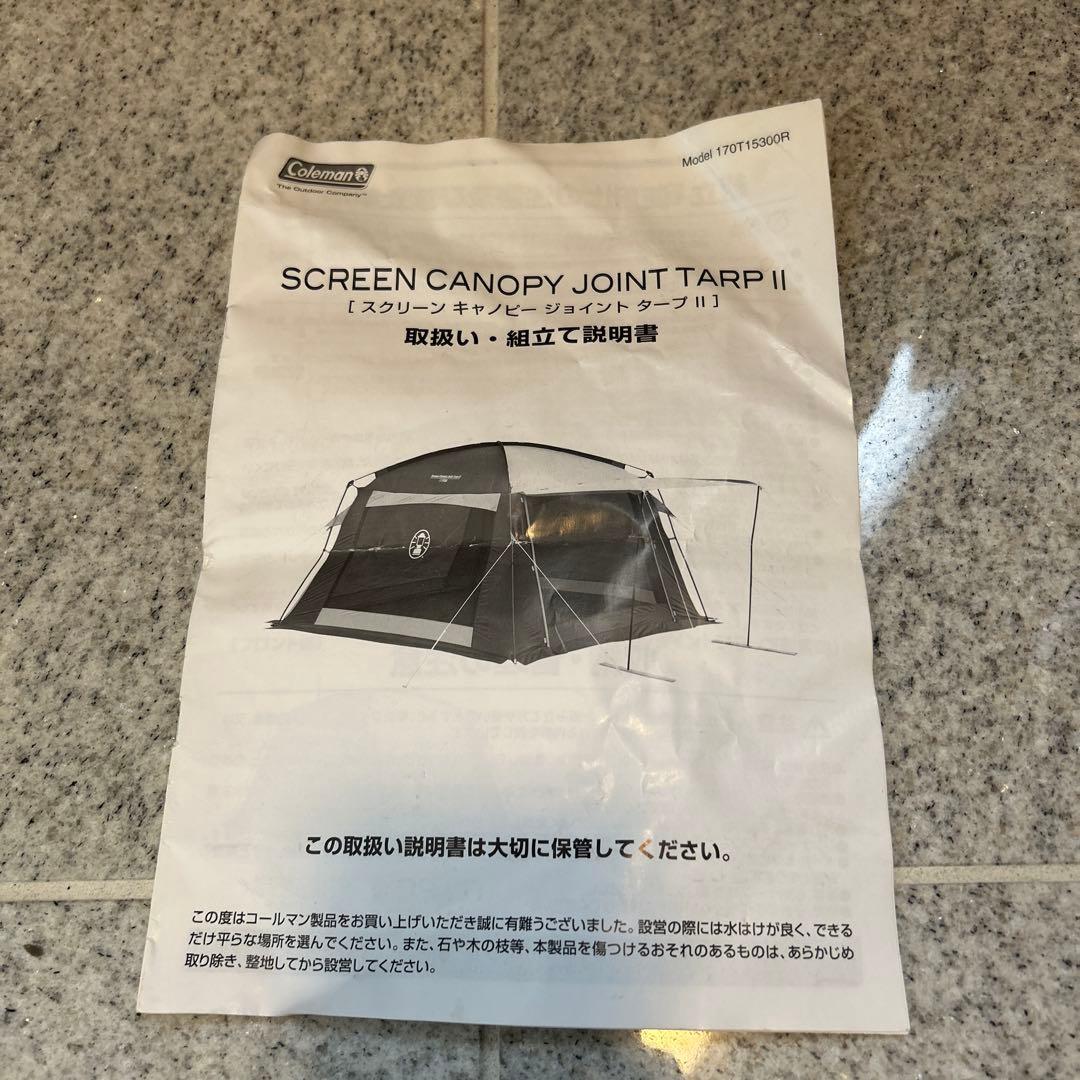 Coleman
The Outdoor Company™
Model 170T15300R
SCREEN CANOPY JOINT TARP II
[ スクリーン キャノピー ジョイント タープ II ]
取扱い・組立て説明書
この取扱い説明書は大切に保管してください。
この度はコールマン製品をお買い上げいただき誠に有難うございました。設営の際には水はけが良く、できる
だけ平らな場所を選んでください。また、石や木の枝等、本製品を傷つけるおそれのあるものは、あらかじめ
取り除き、整地してから設営してください。